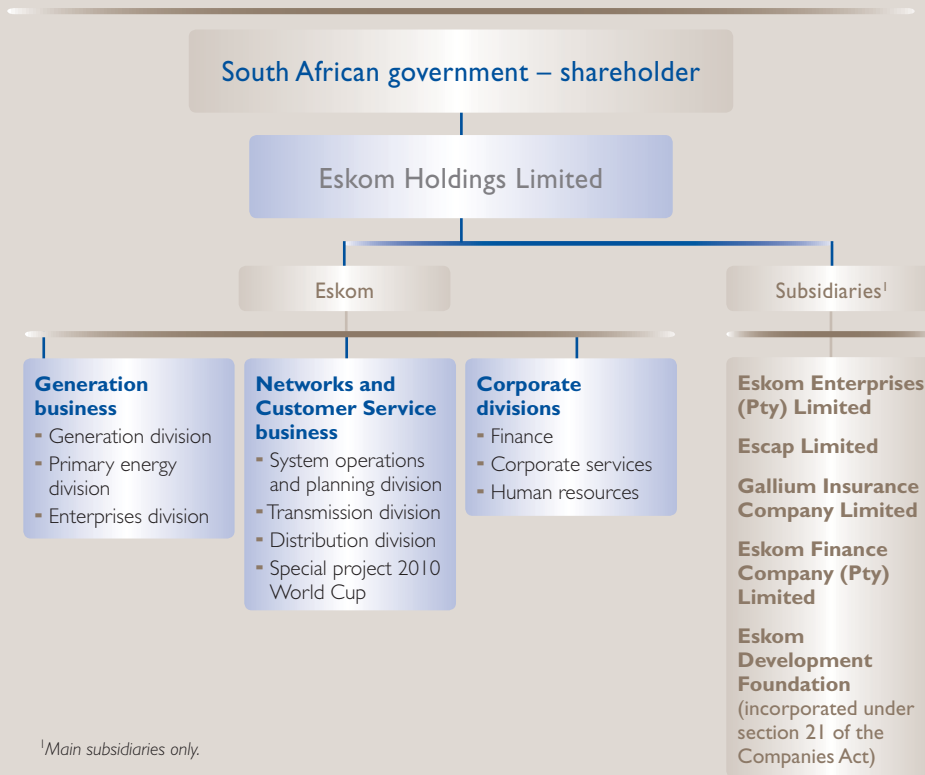 South African government – shareholder
Eskom Holdings Limited
Eskom
Subsidiaries¹
Generation
business
- Generation division
- Primary energy
division
- Enterprises division
Networks and
Customer Service
business
- System operations
and planning division
- Transmission division
- Distribution division
- Special project 2010
World Cup
Corporate
divisions
- Finance
- Corporate services
- Human resources
Eskom Enterprises
(Pty) Limited
Escap Limited
Gallium Insurance
Company Limited
Eskom Finance
Company (Pty)
Limited
Eskom
Development
Foundation
(incorporated under
section 21 of the
Companies Act)
¹Main subsidiaries only.